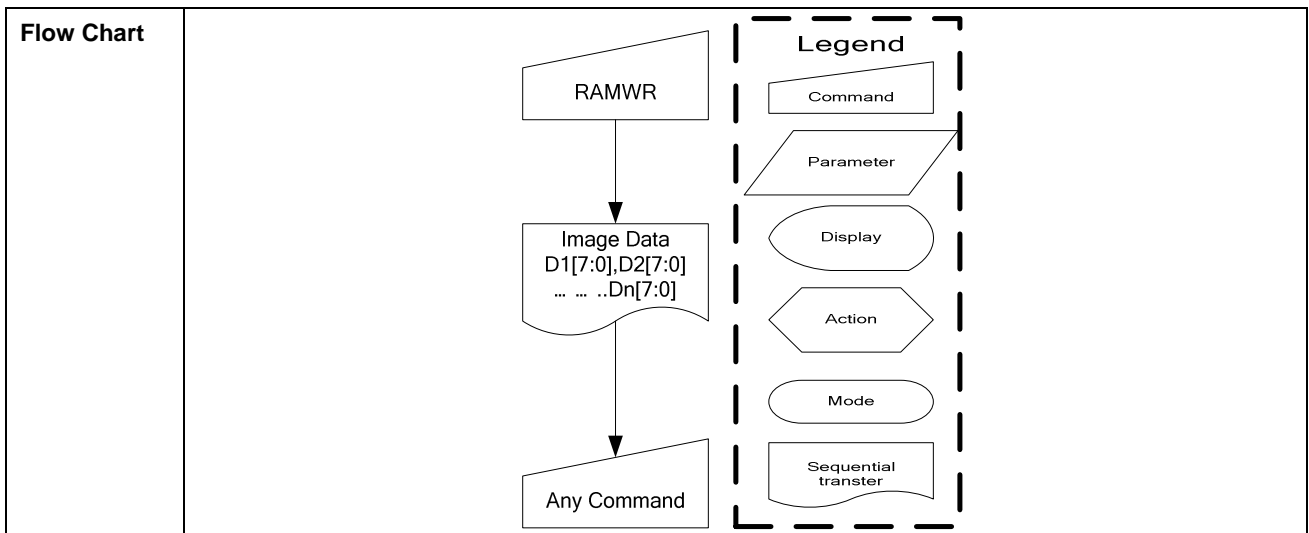 Flow Chart
RAMWR
Image Data
D1[7:0],D2[7:0]
... ... ..Dn[7:0]
Any Command
Legend
Command
Parameter
Display
Action
Mode
Sequential
transter